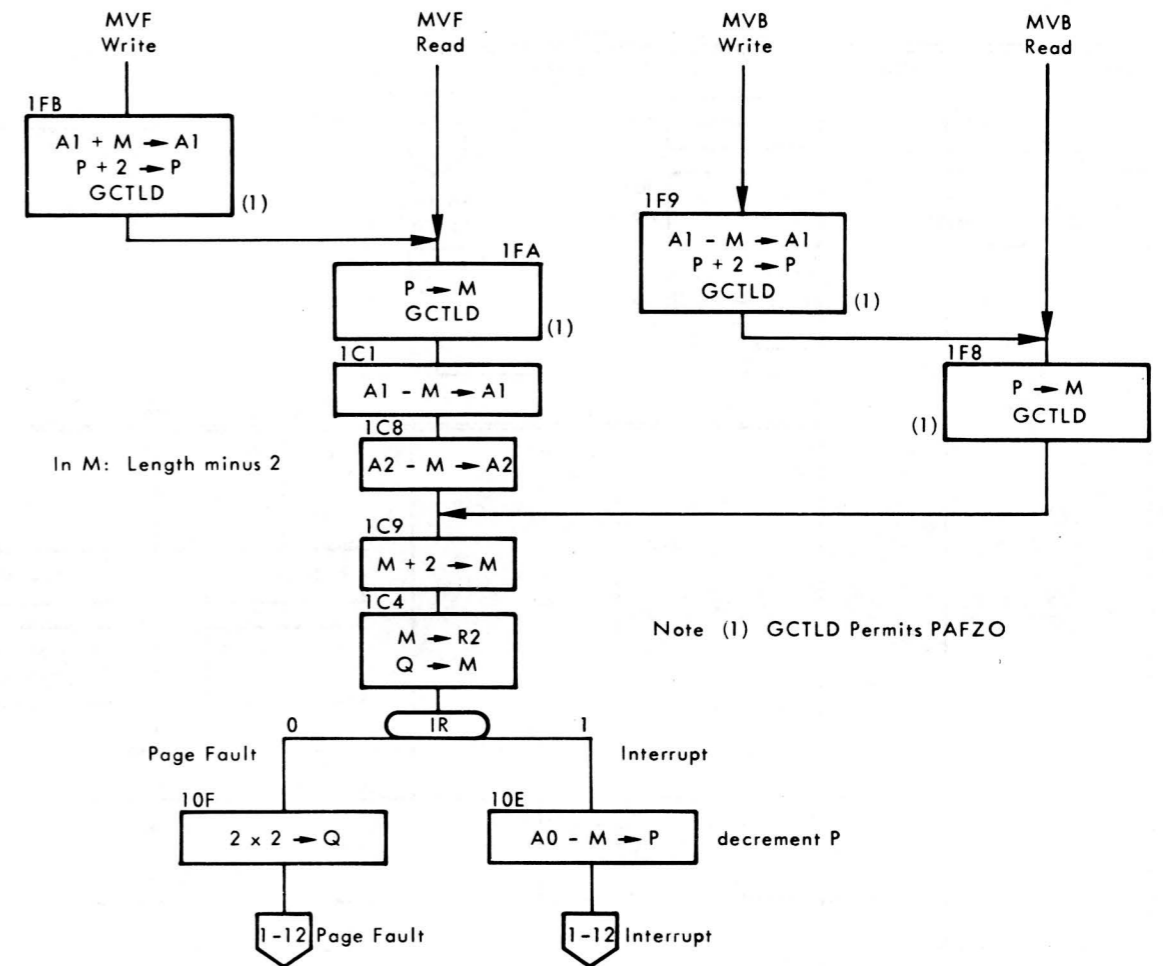 MVF
Write
MVF
Read
MVB
Write
MVB
Read
1FB
A1 + M → A1
P + 2 → P
GCTLD
(1)
1F9
A1 - M → A1
P + 2 → P
GCTLD
(1)
1FA
P → M
GCTLD
(1)
1F8
P → M
GCTLD
(1)
1C1
A1 - M → A1
1C8
A2 - M → A2
In M: Length minus 2
1C9
M + 2 → M
1C4
M → R2
Q → M
Note (1) GCTLD Permits PAFZO
IR
0
1
Page Fault
Interrupt
10F
2 x 2 → Q
10E
A0 - M → P
decrement P
1-12 Page Fault
1-12 Interrupt